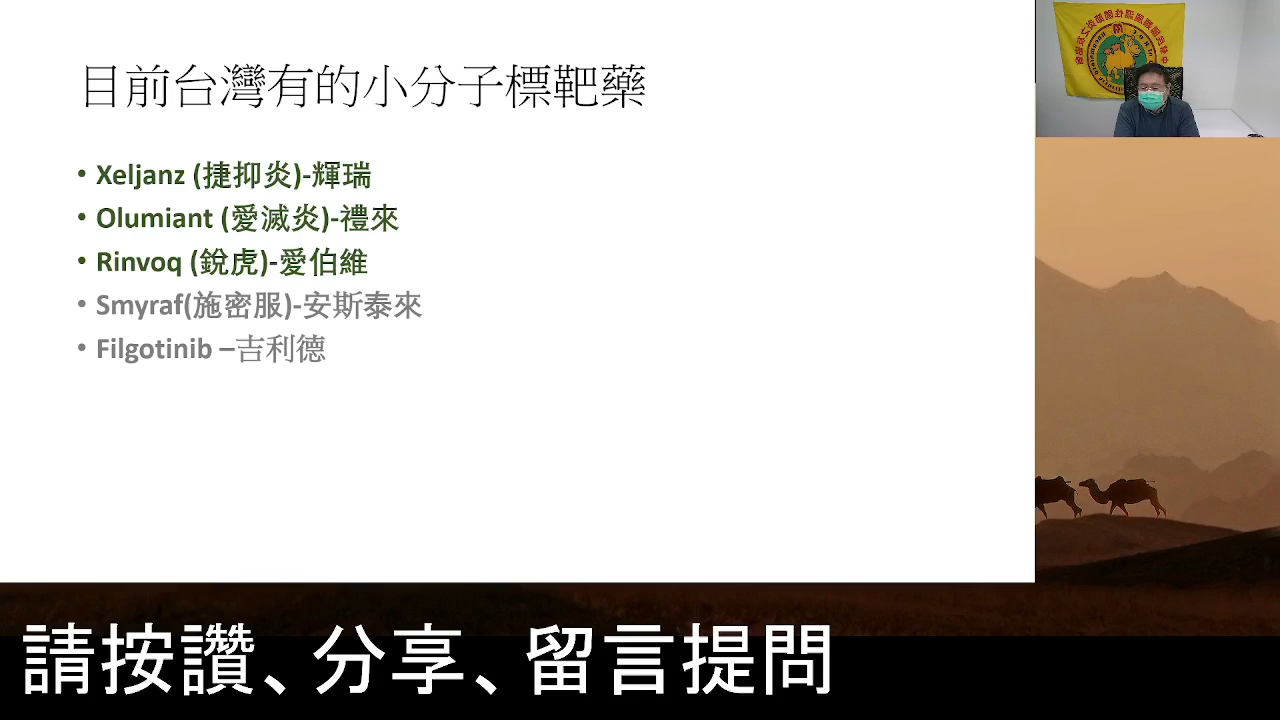 目前台灣有的小分子標靶藥
• Xeljanz (捷抑炎)-輝瑞
• Olumiant (愛滅炎)-禮來
• Rinvoq (銳虎)-愛伯維
• Smyraf(施密服)-安斯泰來
• Filgotinib –吉利德
請按讚、分享、留言提問